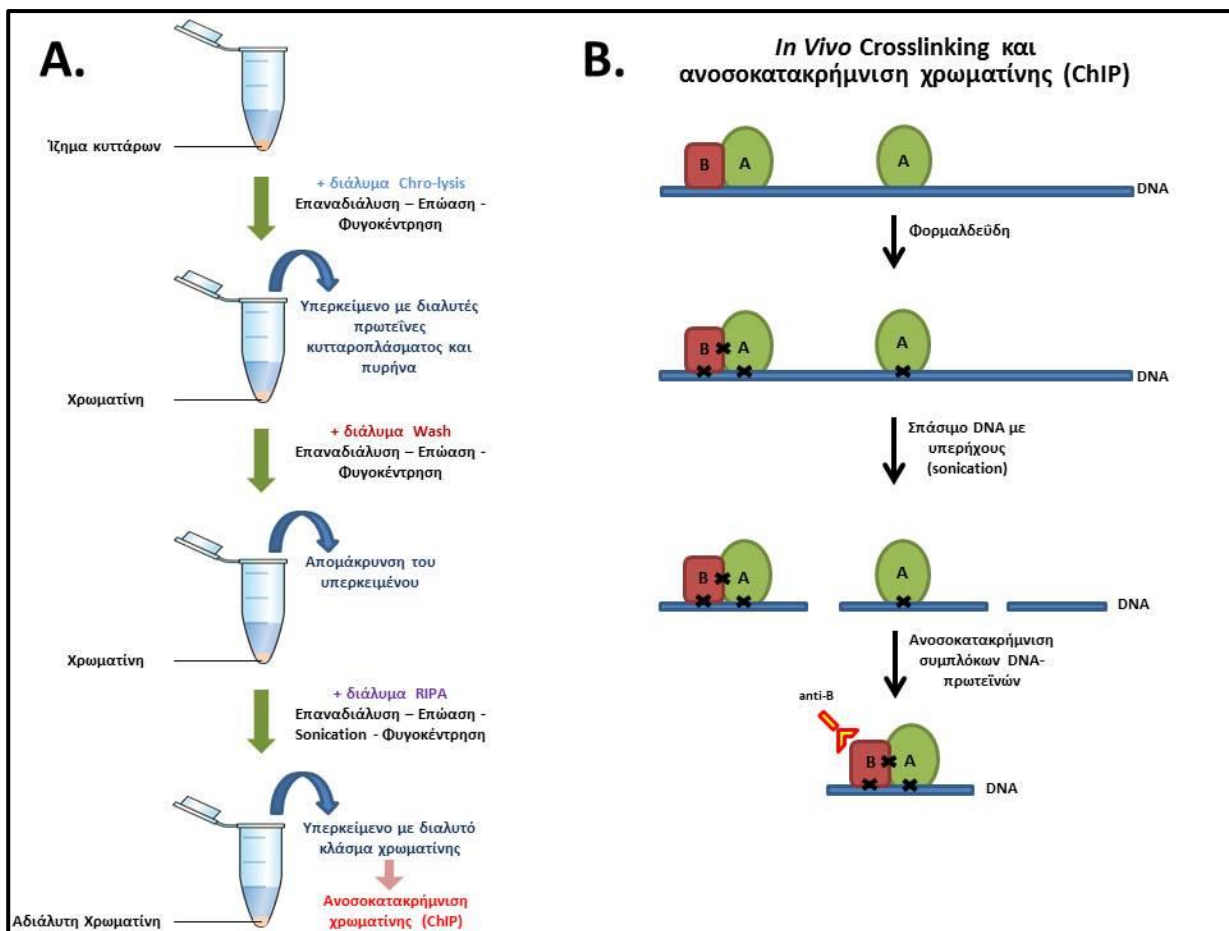 A.
Ίζημα κυττάρων
+ διάλυμα Chro-lysis
Επαναδιάλυση – Επώαση -
Φυγοκέντρηση
Υπερκείμενο με διαλυτές
πρωτεΐνες
κυτταροπλάσματος και
πυρήνα
Χρωματίνη
+ διάλυμα Wash
Επαναδιάλυση – Επώαση -
Φυγοκέντρηση
Απομάκρυνση του
υπερκειμένου
Χρωματίνη
+ διάλυμα RIPA
Επαναδιάλυση – Επώαση -
Sonication - Φυγοκέντρηση
Υπερκείμενο με διαλυτό
κλάσμα χρωματίνης
Ανοσοκατακρήμνιση
χρωματίνης (ChIP)
Αδιάλυτη Χρωματίνη
B.
In Vivo Crosslinking και
ανοσοκατακρήμνιση χρωματίνης (ChIP)
B A A
DNA
Φορμαλδεΰδη
B A A
DNA
Σπάσιμο DNA με
υπερήχους
(sonication)
B A A
DNA
Ανοσοκατακρήμνιση
συμπλόκων DNA-
πρωτεϊνών
anti-B
B A
DNA